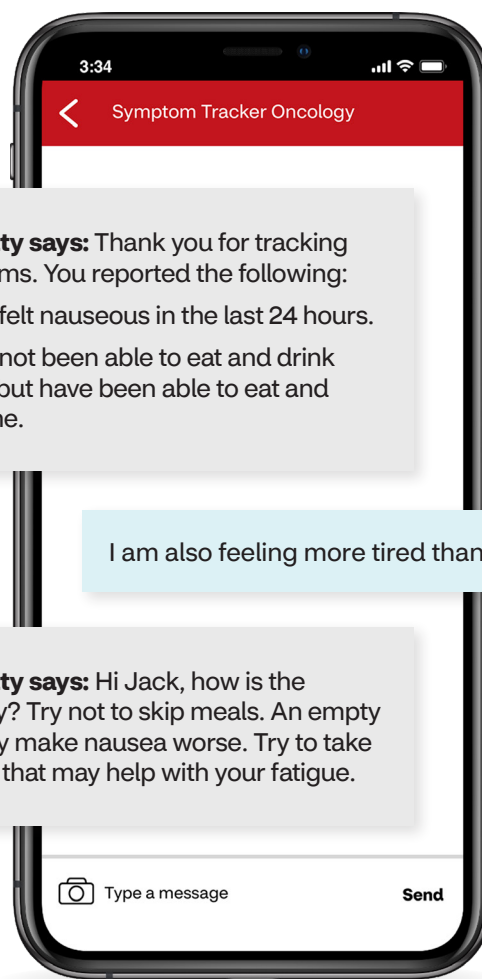 3:34
Symptom Tracker Oncology
ty says: Thank you for tracking
ms. You reported the following:
felt nauseous in the last 24 hours.
not been able to eat and drink
but have been able to eat and
ne.
I am also feeling more tired than
ty says: Hi Jack, how is the
y? Try not to skip meals. An empty
y make nausea worse. Try to take
that may help with your fatigue.
Type a message
Send